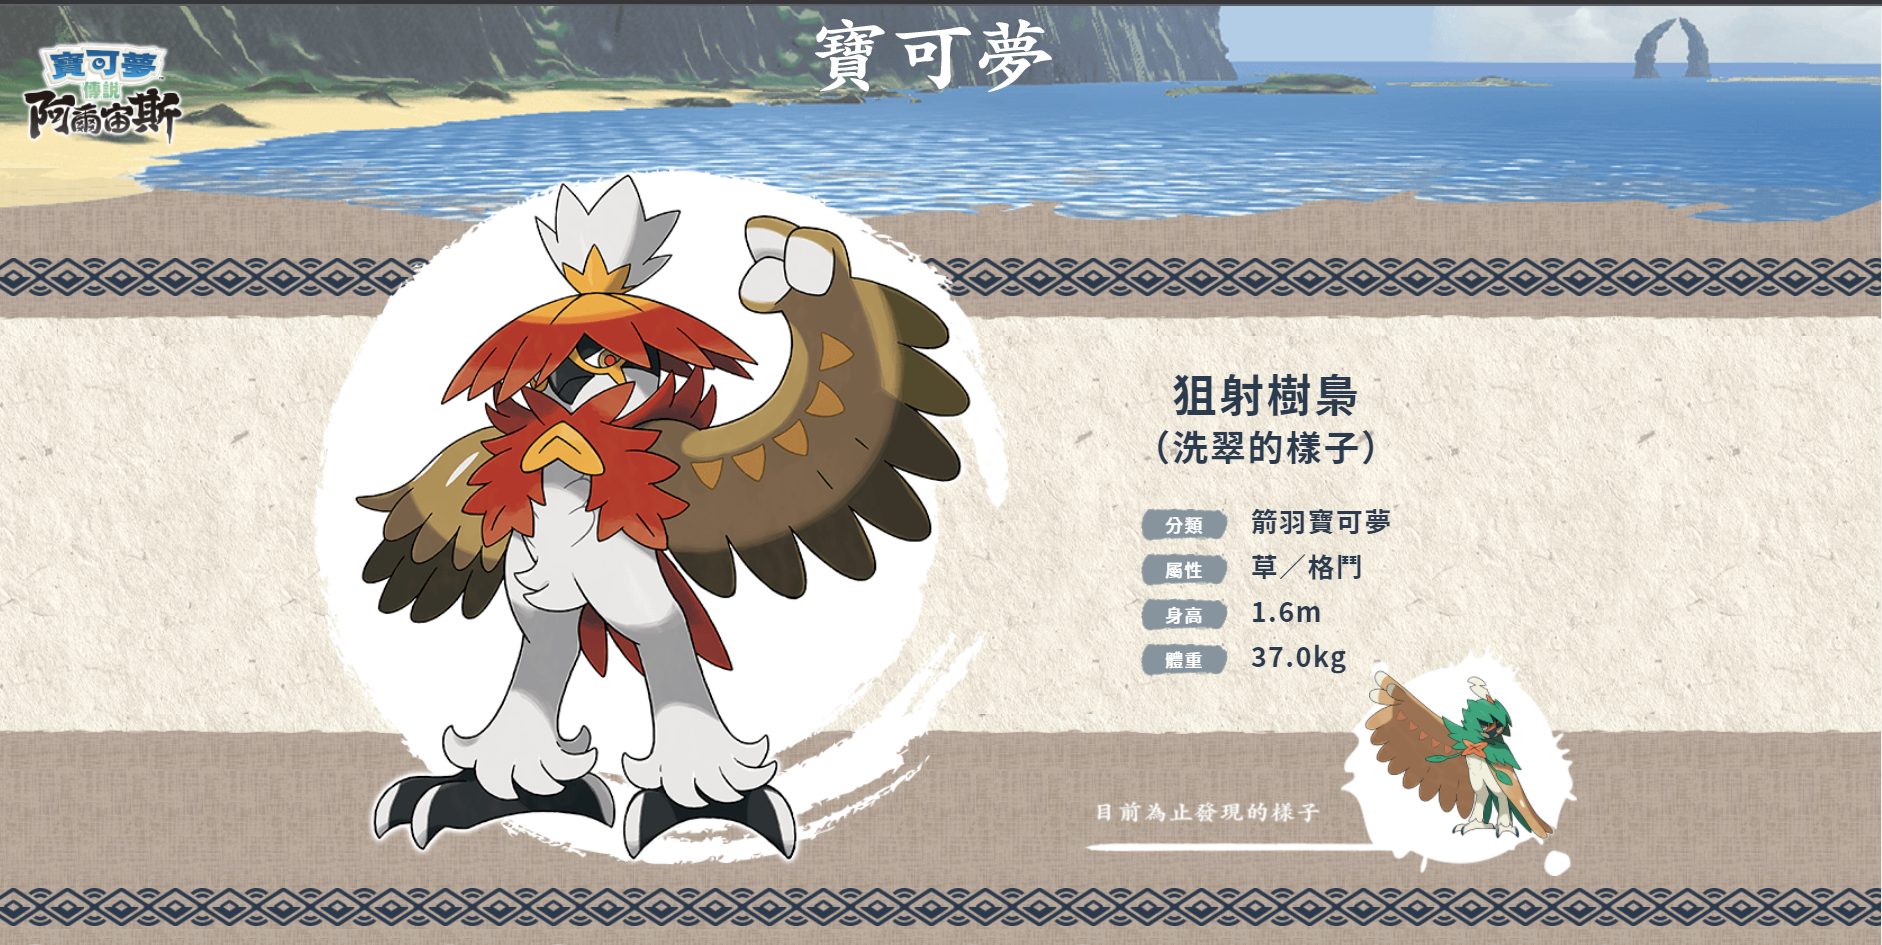 寶可夢
寶可夢
傳說
阿爾宙斯
狙射樹梟
（洗翠的樣子）
分類 箭羽寶可夢
屬性 草／格鬥
身高 1.6m
體重 37.0kg
目前為止發現的樣子